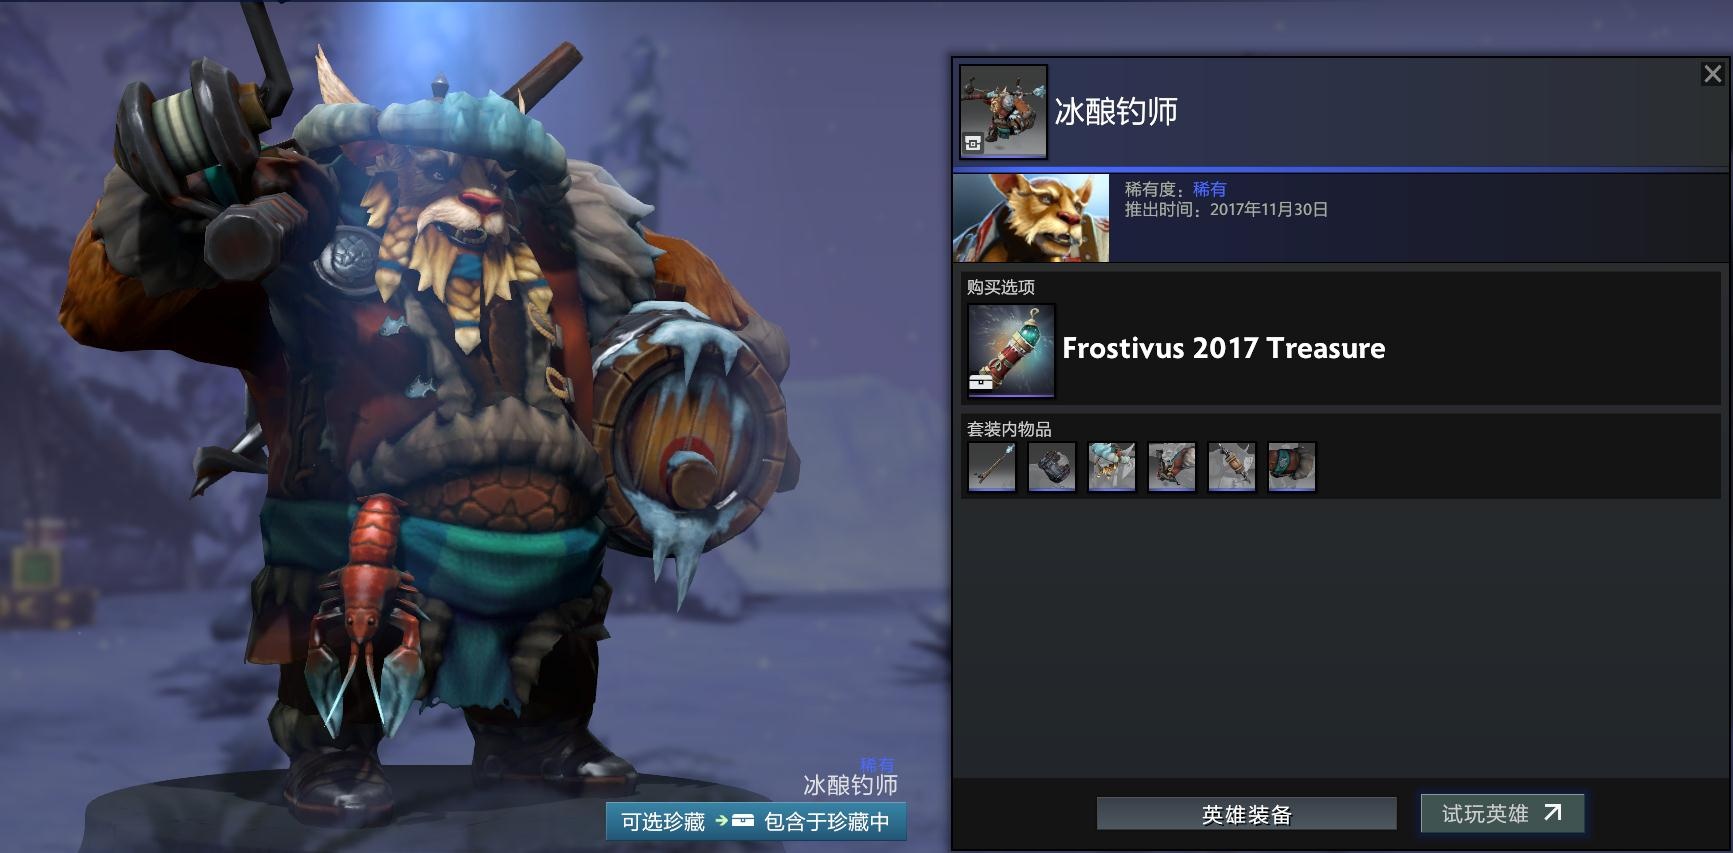 冰酿钓师
稀有度：稀有
推出时间：2017年11月30日
购买选项
Frostivus 2017 Treasure
套装内物品
稀有
冰酿钓师
可选珍藏 包含于珍藏中
英雄装备
试玩英雄